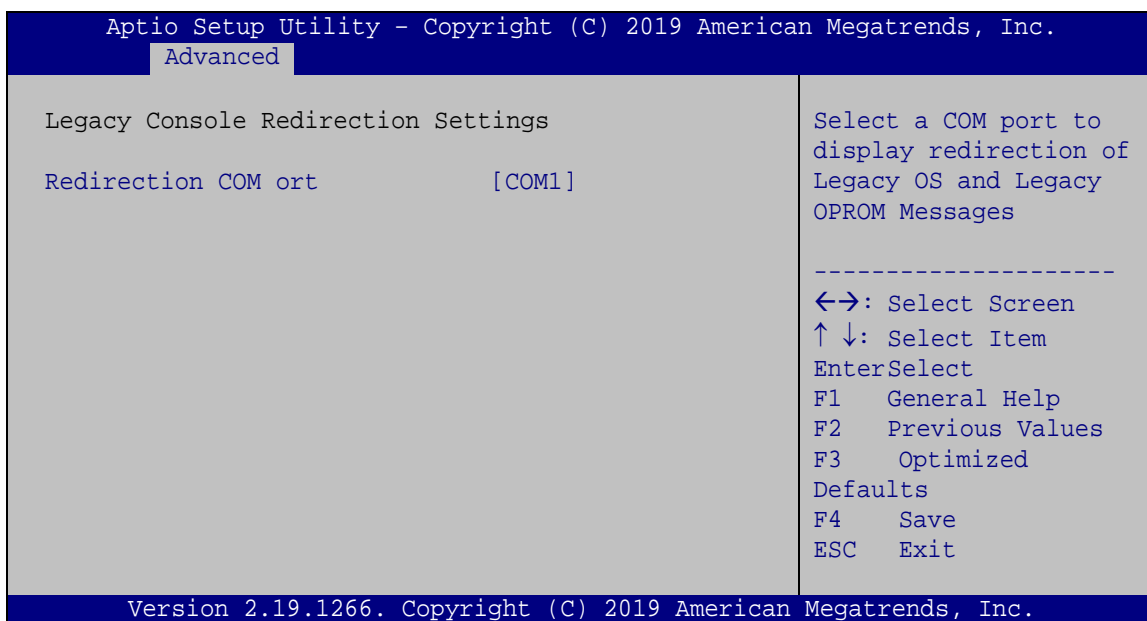 Aptio Setup Utility – Copyright (C) 2019 American Megatrends, Inc.
Advanced
Legacy Console Redirection Settings
Redirection COM ort [COM1]
Select a COM port to
display redirection of
Legacy OS and Legacy
OPROM Messages
----------------------
←→: Select Screen
↑ ↓: Select Item
EnterSelect
F1 General Help
F2 Previous Values
F3 Optimized
Defaults
F4 Save
ESC Exit
Version 2.19.1266. Copyright (C) 2019 American Megatrends, Inc.